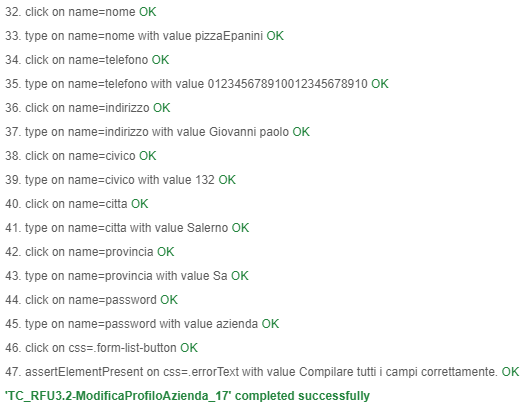 32. click on name=nome OK
33. type on name=nome with value pizzaEpanini OK
34. click on name=telefono OK
35. type on name=telefono with value 012345678910012345678910 OK
36. click on name=indirizzo OK
37. type on name=indirizzo with value Giovanni paolo OK
38. click on name=civico OK
39. type on name=civico with value 132 OK
40. click on name=citta OK
41. type on name=citta with value Salerno OK
42. click on name=provincia OK
43. type on name=provincia with value Sa OK
44. click on name=password OK
45. type on name=password with value azienda OK
46. click on css=.form-list-button OK
47. assertElementPresent on css=.errorText with value Compilare tutti i campi correttamente. OK
'TC_RFU3.2-ModificaProfiloAzienda_17' completed successfully